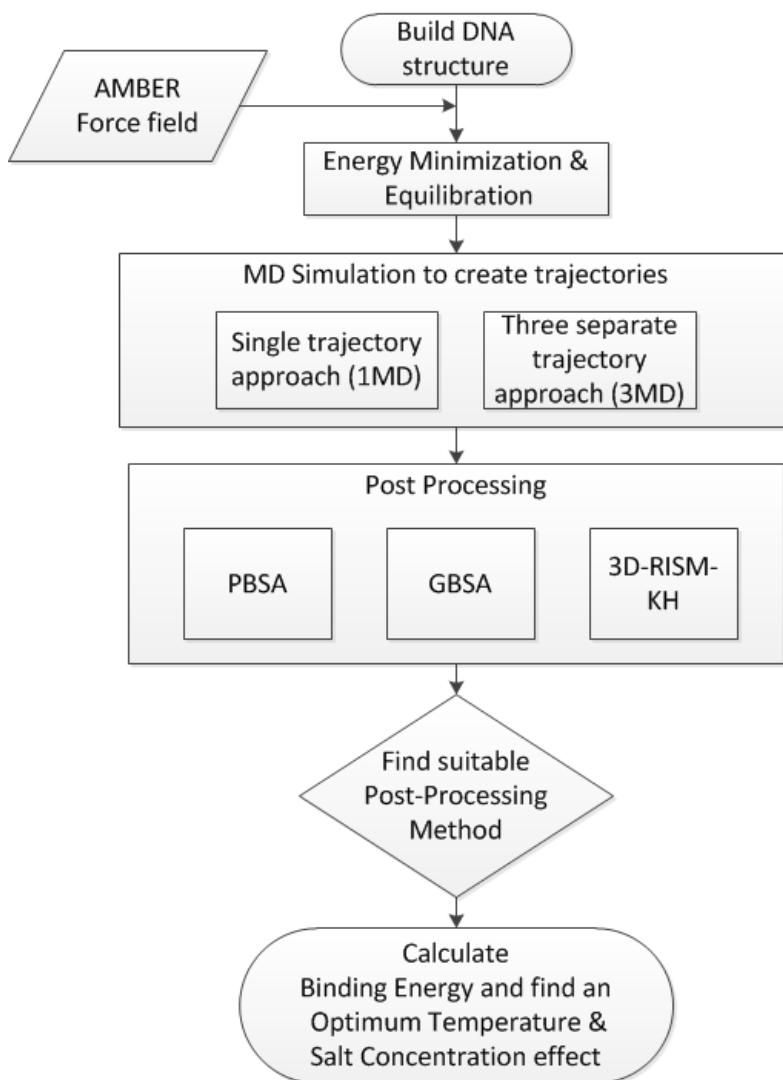 Build DNA
structure
AMBER
Force field
Energy Minimization &
Equilibration
MD Simulation to create trajectories
Single trajectory
approach (1MD)
Three separate
trajectory
approach (3MD)
Post Processing
PBSA
GBSA
3D-RISM-
KH
Find suitable
Post-Processing
Method
Calculate
Binding Energy and find an
Optimum Temperature &
Salt Concentration effect